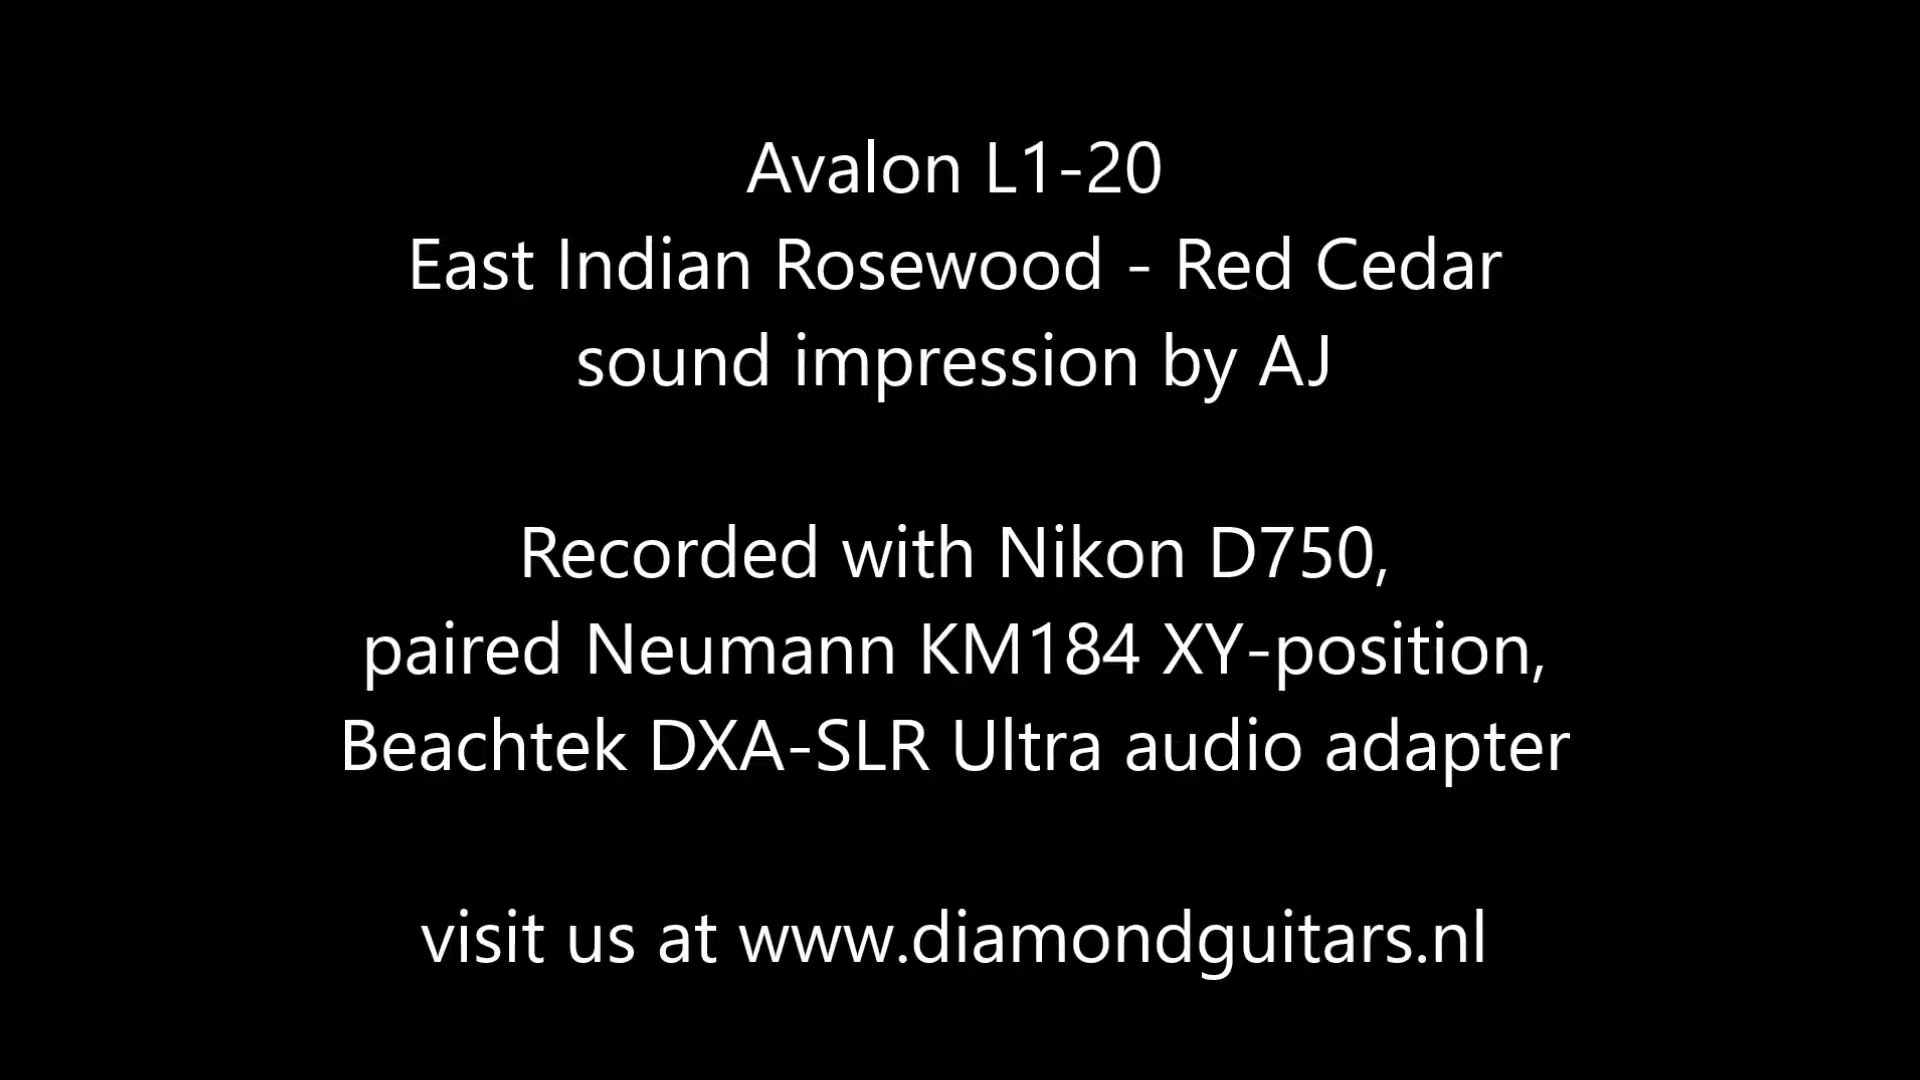 Avalon L1-20
East Indian Rosewood - Red Cedar
sound impression by AJ
Recorded with Nikon D750,
paired Neumann KM184 XY-position,
Beachtek DXA-SLR Ultra audio adapter
visit us at www.diamondguitars.nl